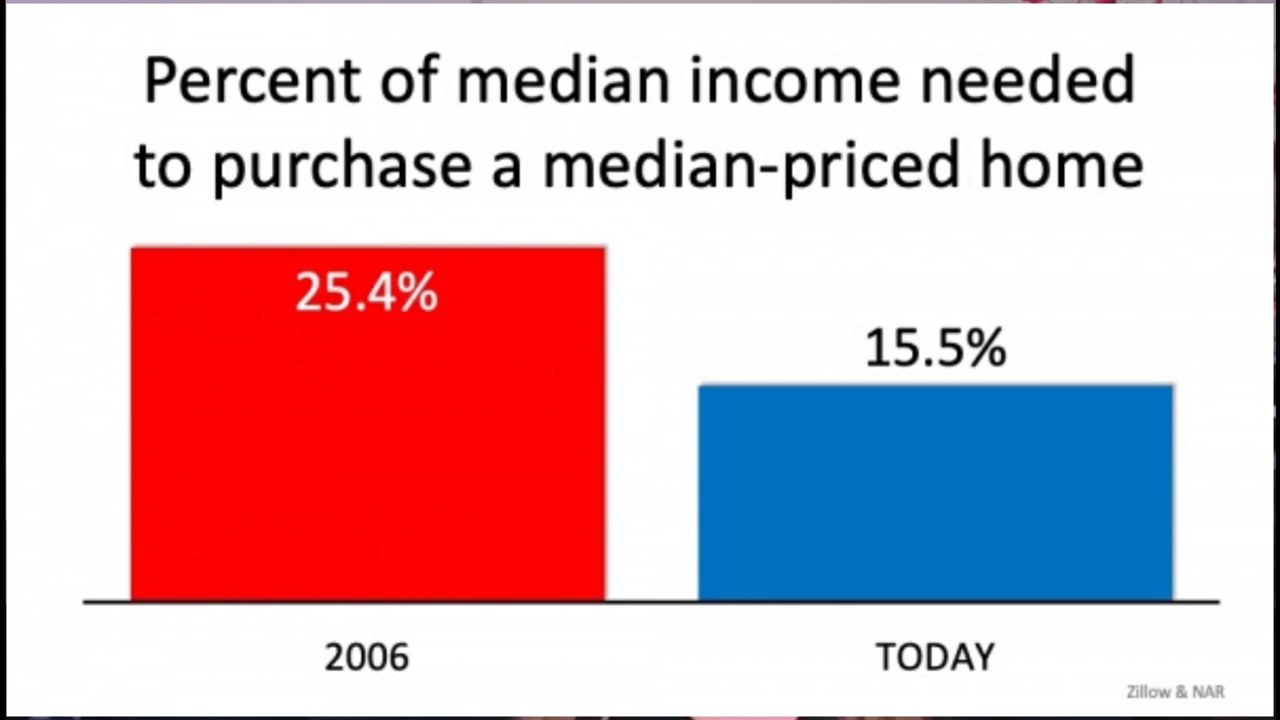 Percent of median income needed
to purchase a median-priced home
25.4%
15.5%
2006
TODAY
Zillow & NAR